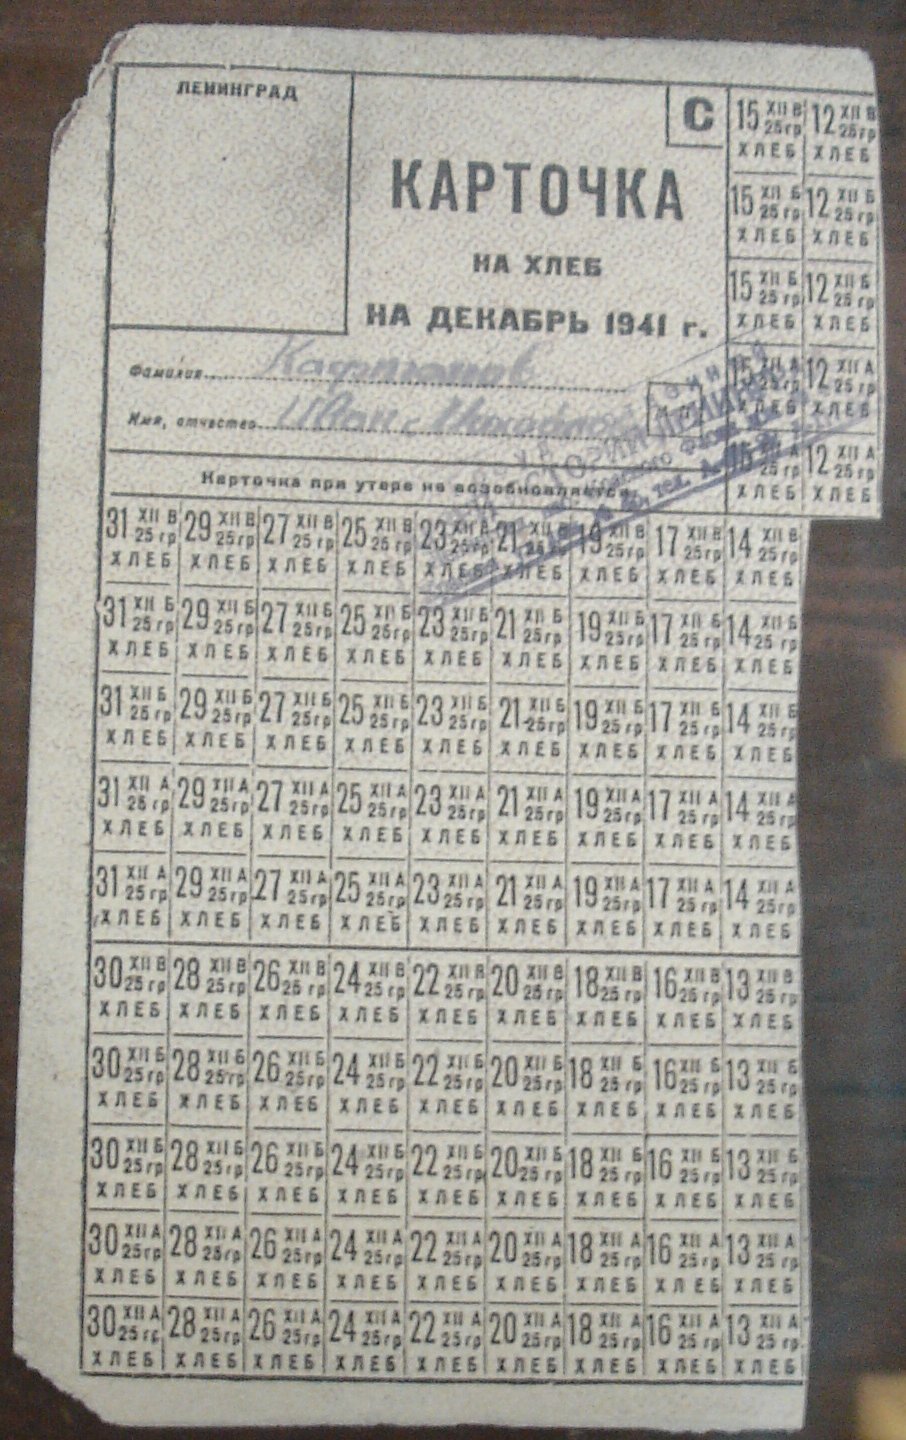 ЛЕНИНГРАД
С
КАРТОЧКА
НА ХЛЕБ
НА ДЕКАБРЬ 1941 г.
Фамилия
Имя, отчество Иван
М.П.
Карточка при утере не возобновляется.
15 XII В 12 XII В
25 гр 25 гр
ХЛЕБ ХЛЕБ
15 XII Б 12 XII Б
25 гр 25 гр
ХЛЕБ ХЛЕБ
15 XII Б 12 XII Б
25 гр 25 гр
ХЛЕБ ХЛЕБ
15 XII А 12 XII А
25 гр 25 гр
ХЛЕБ ХЛЕБ
15 XII А 12 XII А
25 гр 25 гр
ХЛЕБ ХЛЕБ
31 XII В 29 XII В 27 XII В 25 XII В 23 XII В 21 XII В 19 XII В 17 XII В 14 XII В
25 гр 25 гр 25 гр 25 гр 25 гр 25 гр 25 гр 25 гр 25 гр
ХЛЕБ ХЛЕБ ХЛЕБ ХЛЕБ ХЛЕБ ХЛЕБ ХЛЕБ ХЛЕБ ХЛЕБ
31 XII Б 29 XII Б 27 XII Б 25 XII Б 23 XII Б 21 XII Б 19 XII Б 17 XII Б 14 XII Б
25 гр 25 гр 25 гр 25 гр 25 гр 25 гр 25 гр 25 гр 25 гр
ХЛЕБ ХЛЕБ ХЛЕБ ХЛЕБ ХЛЕБ ХЛЕБ ХЛЕБ ХЛЕБ ХЛЕБ
31 XII Б 29 XII Б 27 XII Б 25 XII Б 23 XII Б 21 XII Б 19 XII Б 17 XII Б 14 XII Б
25 гр 25 гр 25 гр 25 гр 25 гр 25 гр 25 гр 25 гр 25 гр
ХЛЕБ ХЛЕБ ХЛЕБ ХЛЕБ ХЛЕБ ХЛЕБ ХЛЕБ ХЛЕБ ХЛЕБ
31 XII А 29 XII А 27 XII А 25 XII А 23 XII А 21 XII А 19 XII А 17 XII А 14 XII А
25 гр 25 гр 25 гр 25 гр 25 гр 25 гр 25 гр 25 гр 25 гр
ХЛЕБ ХЛЕБ ХЛЕБ ХЛЕБ ХЛЕБ ХЛЕБ ХЛЕБ ХЛЕБ ХЛЕБ
31 XII А 29 XII А 27 XII А 25 XII А 23 XII А 21 XII А 19 XII А 17 XII А 14 XII А
25 гр 25 гр 25 гр 25 гр 25 гр 25 гр 25 гр 25 гр 25 гр
ХЛЕБ ХЛЕБ ХЛЕБ ХЛЕБ ХЛЕБ ХЛЕБ ХЛЕБ ХЛЕБ ХЛЕБ
30 XII В 28 XII В 26 XII В 24 XII В 22 XII В 20 XII В 18 XII В 16 XII В 13 XII В
25 гр 25 гр 25 гр 25 гр 25 гр 25 гр 25 гр 25 гр 25 гр
ХЛЕБ ХЛЕБ ХЛЕБ ХЛЕБ ХЛЕБ ХЛЕБ ХЛЕБ ХЛЕБ ХЛЕБ
30 XII Б 28 XII Б 26 XII Б 24 XII Б 22 XII Б 20 XII Б 18 XII Б 16 XII Б 13 XII Б
25 гр 25 гр 25 гр 25 гр 25 гр 25 гр 25 гр 25 гр 25 гр
ХЛЕБ ХЛЕБ ХЛЕБ ХЛЕБ ХЛЕБ ХЛЕБ ХЛЕБ ХЛЕБ ХЛЕБ
30 XII Б 28 XII Б 26 XII Б 24 XII Б 22 XII Б 20 XII Б 18 XII Б 16 XII Б 13 XII Б
25 гр 25 гр 25 гр 25 гр 25 гр 25 гр 25 гр 25 гр 25 гр
ХЛЕБ ХЛЕБ ХЛЕБ ХЛЕБ ХЛЕБ ХЛЕБ ХЛЕБ ХЛЕБ ХЛЕБ
30 XII А 28 XII А 26 XII А 24 XII А 22 XII А 20 XII А 18 XII А 16 XII А 13 XII А
25 гр 25 гр 25 гр 25 гр 25 гр 25 гр 25 гр 25 гр 25 гр
ХЛЕБ ХЛЕБ ХЛЕБ ХЛЕБ ХЛЕБ ХЛЕБ ХЛЕБ ХЛЕБ ХЛЕБ
30 XII А 28 XII А 26 XII А 24 XII А 22 XII А 20 XII А 18 XII А 16 XII А 13 XII А
25 гр 25 гр 25 гр 25 гр 25 гр 25 гр 25 гр 25 гр 25 гр
ХЛЕБ ХЛЕБ ХЛЕБ ХЛЕБ ХЛЕБ ХЛЕБ ХЛЕБ ХЛЕБ ХЛЕБ